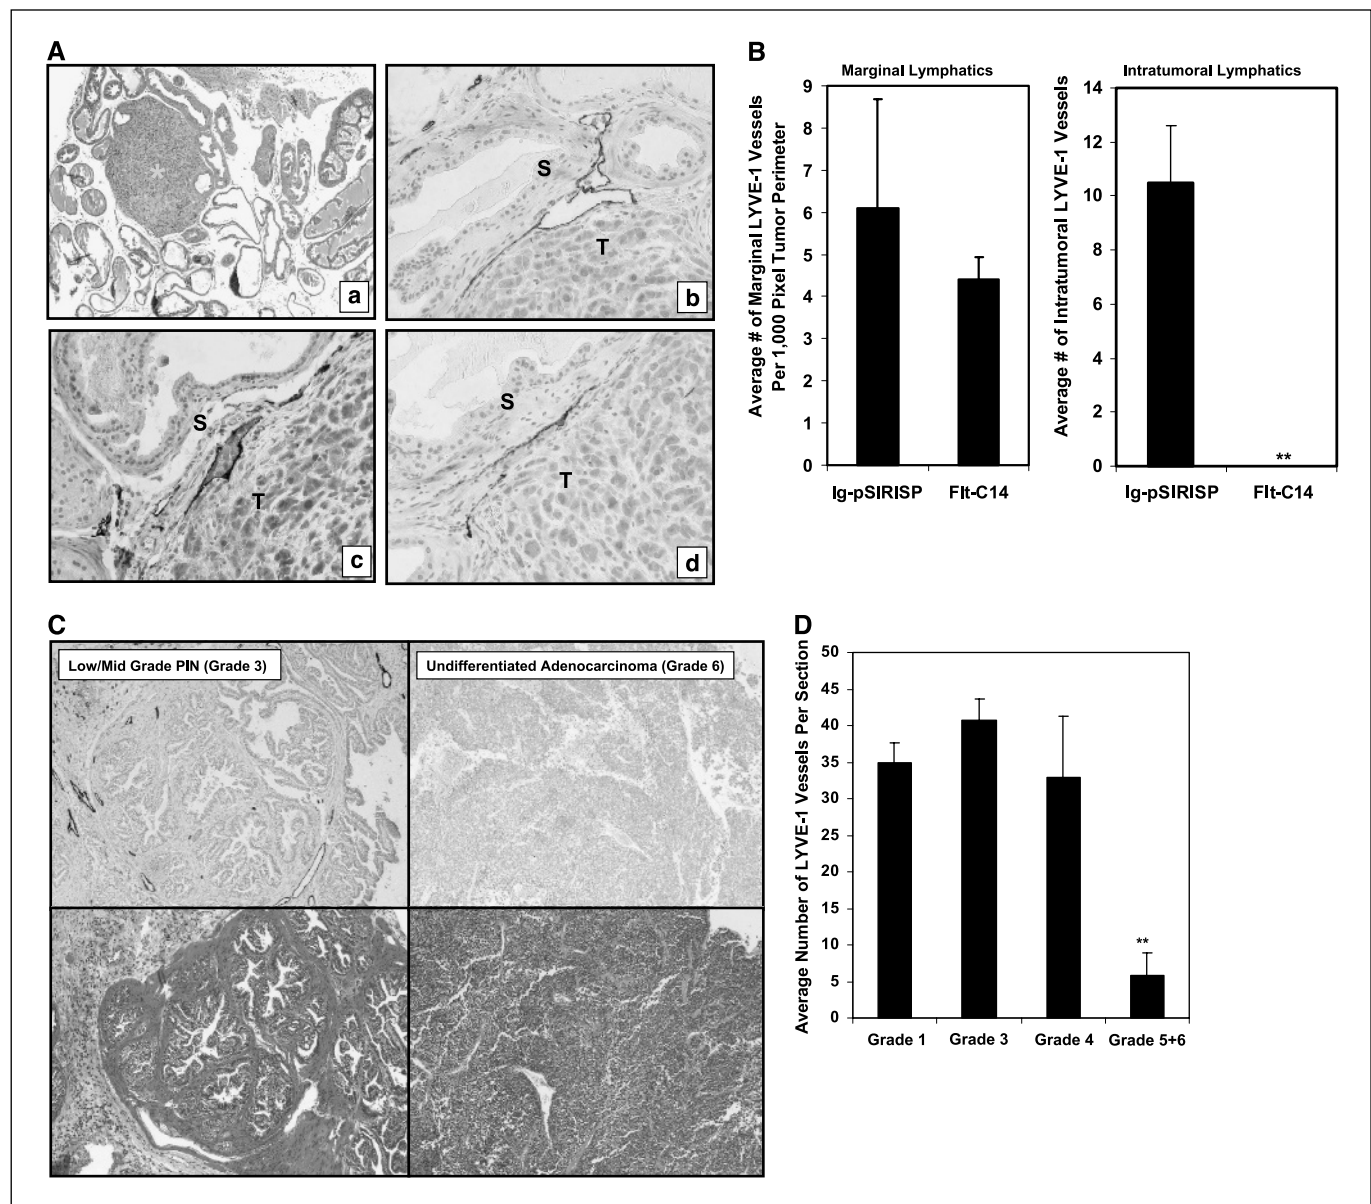 A
*
a
S
T
b
S
T
c
S
T
d
B
Marginal Lymphatics
Average # of Marginal LYVE-1 Vessels
Per 1,000 Pixel Tumor Perimeter
9
8
7
6
5
4
3
2
1
0
Ig-pSIRISP
Flt-C14
Intratumoral Lymphatics
Average # of Intratumoral LYVE-1 Vessels
14
12
10
8
6
4
2
0
**
Ig-pSIRISP
Flt-C14
C
Low/Mid Grade PIN (Grade 3)
Undifferentiated Adenocarcinoma (Grade 6)
D
Average Number of LYVE-1 Vessels Per Section
50
45
40
35
30
25
20
15
10
5
0
**
Grade 1
Grade 3
Grade 4
Grade 5+6